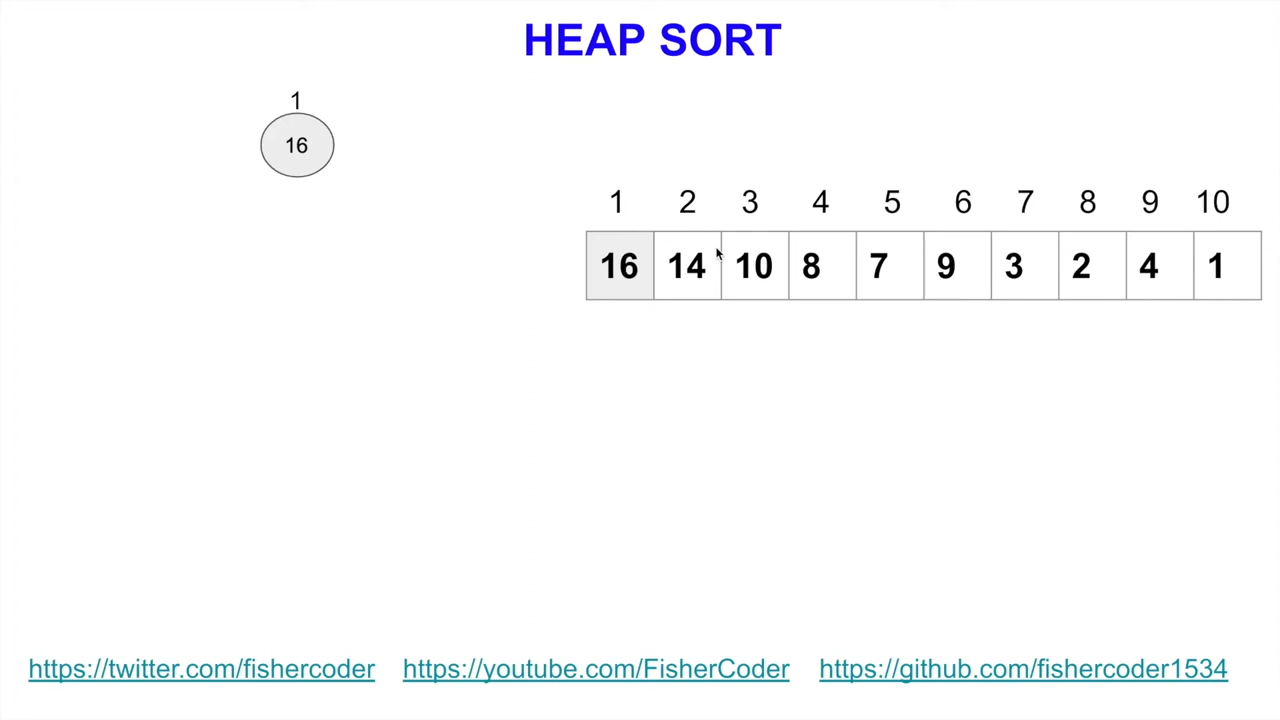 HEAP SORT
1
16
1 2 3 4 5 6 7 8 9 10
16 14 10 8 7 9 3 2 4 1
https://twitter.com/fishercoder https://youtube.com/FisherCoder https://github.com/fishercoder1534